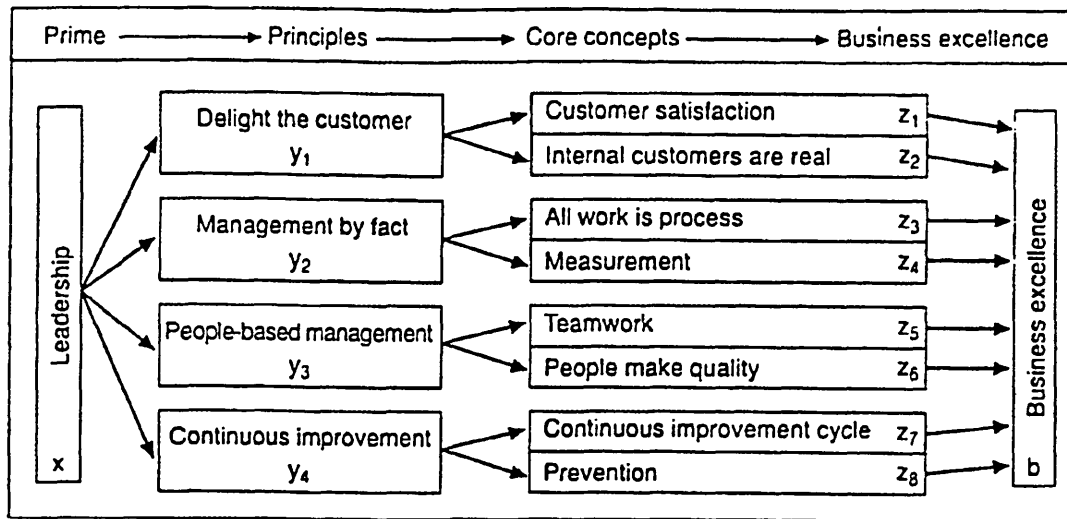 Prime Principles Core concepts Business excellence
Leadership
x
Delight the customer
y₁
Management by fact
y₂
People-based management
y₃
Continuous improvement
y₄
Customer satisfaction z₁
Internal customers are real z₂
All work is process z₃
Measurement z₄
Teamwork z₅
People make quality z₆
Continuous improvement cycle z₇
Prevention z₈
Business excellence
b